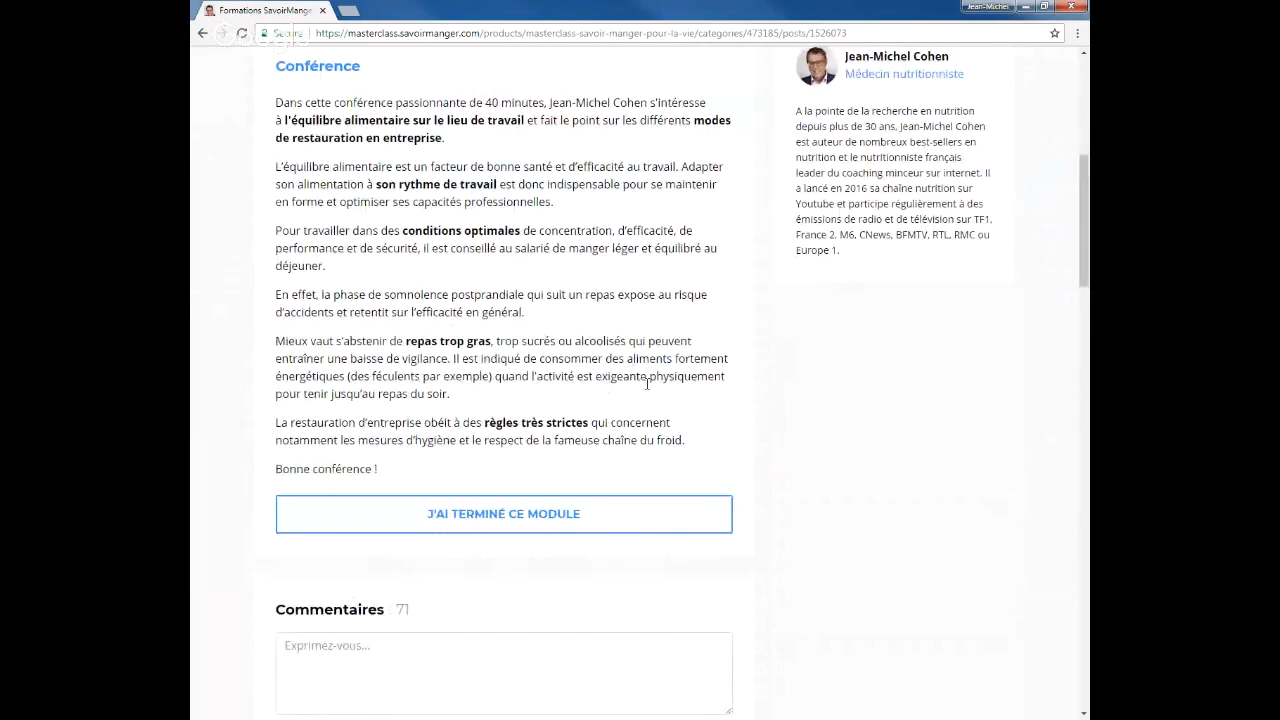 Formations SavoirMange
Jean-Michel
Secure
https://masterclass.savoirmanger.com/products/masterclass-savoir-manger-pour-la-vie/categories/473185/posts/1526073
Conférence
Dans cette conférence passionnante de 40 minutes, Jean-Michel Cohen s'intéresse
à l'équilibre alimentaire sur le lieu de travail et fait le point sur les différents modes
de restauration en entreprise.
L'équilibre alimentaire est un facteur de bonne santé et d'efficacité au travail. Adapter
son alimentation à son rythme de travail est donc indispensable pour se maintenir
en forme et optimiser ses capacités professionnelles.
Pour travailler dans des conditions optimales de concentration, d'efficacité, de
performance et de sécurité, il est conseillé au salarié de manger léger et équilibré au
déjeuner.
En effet, la phase de somnolence postprandiale qui suit un repas expose au risque
d'accidents et retentit sur l'efficacité en général.
Mieux vaut s'abstenir de repas trop gras, trop sucrés ou alcoolisés qui peuvent
entraîner une baisse de vigilance. Il est indiqué de consommer des aliments fortement
énergétiques (des féculents par exemple) quand l'activité est exigeante physiquement
pour tenir jusqu'au repas du soir.
La restauration d'entreprise obéit à des règles très strictes qui concernent
notamment les mesures d'hygiène et le respect de la fameuse chaîne du froid.
Bonne conférence !
J'AI TERMINÉ CE MODULE
Commentaires 71
Exprimez-vous...
Jean-Michel Cohen
Médecin nutritionniste
A la pointe de la recherche en nutrition
depuis plus de 30 ans, Jean-Michel Cohen
est auteur de nombreux best-sellers en
nutrition et le nutritionniste français
leader du coaching minceur sur internet. Il
a lancé en 2016 sa chaîne nutrition sur
Youtube et participe régulièrement à des
émissions de radio et de télévision sur TF1,
France 2, M6, CNews, BFMTV, RTL, RMC ou
Europe 1.